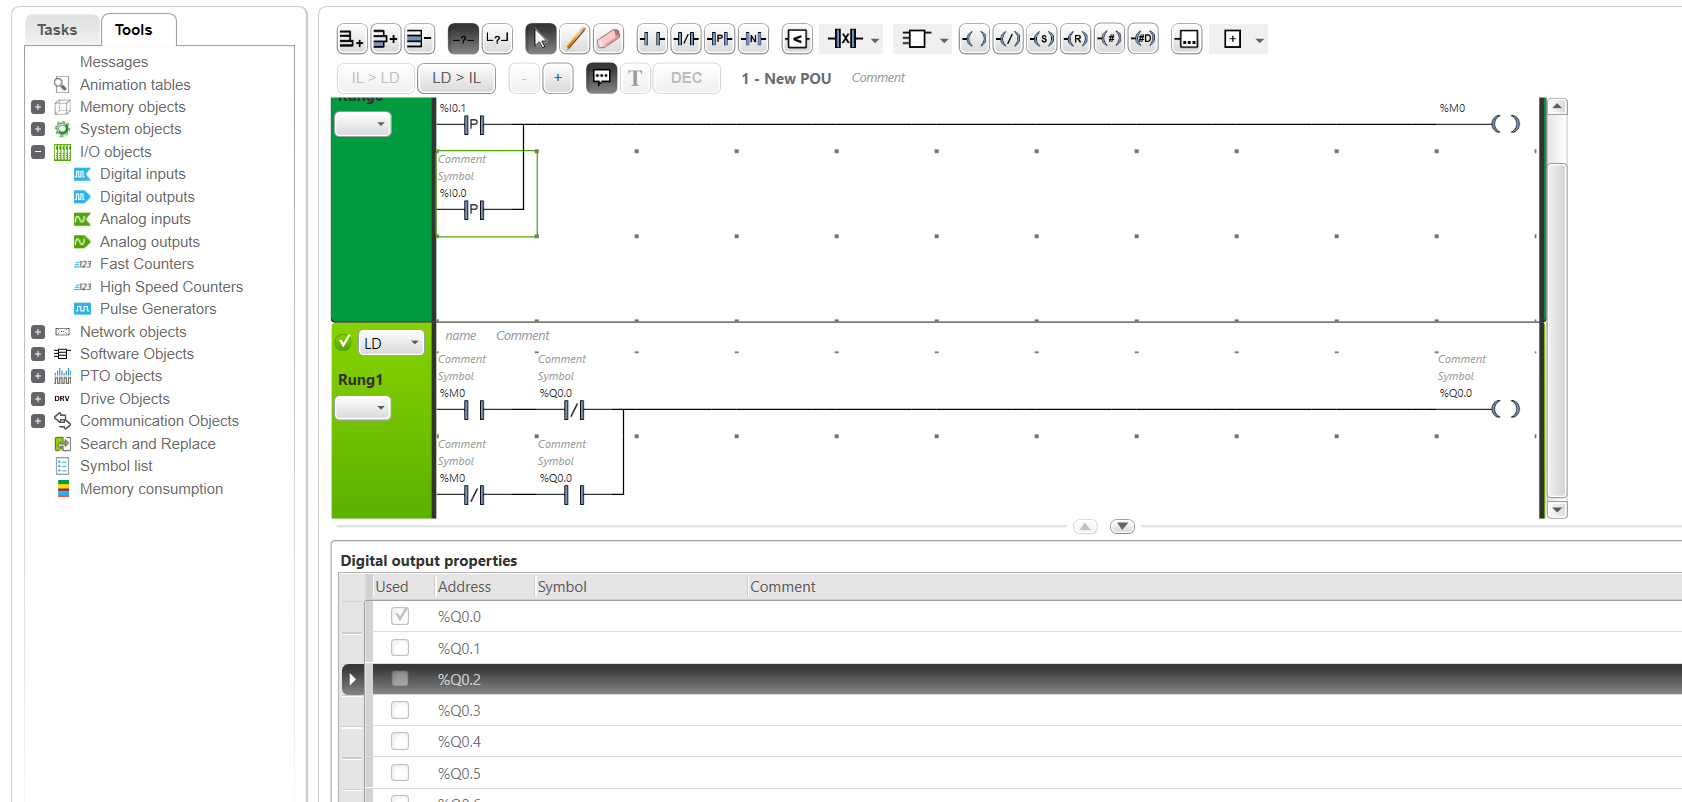 Tasks
Tools
Messages
Animation tables
Memory objects
System objects
I/O objects
Digital inputs
Digital outputs
Analog inputs
Analog outputs
Fast Counters
High Speed Counters
Pulse Generators
Network objects
Software Objects
PTO objects
DRV Drive Objects
Communication Objects
Search and Replace
Symbol list
Memory consumption
IL > LD
LD > IL
-
+
T
DEC
1 - New POU
Comment
Rung0
%I0.1
P
%M0
Comment
Symbol
%I0.0
P
LD
name
Comment
Rung1
Comment
Symbol
%M0
Comment
Symbol
%Q0.0
Comment
Symbol
%Q0.0
Comment
Symbol
%M0
Comment
Symbol
%Q0.0
Digital output properties
Used Address Symbol Comment
%Q0.0
%Q0.1
%Q0.2
%Q0.3
%Q0.4
%Q0.5
%Q0.6